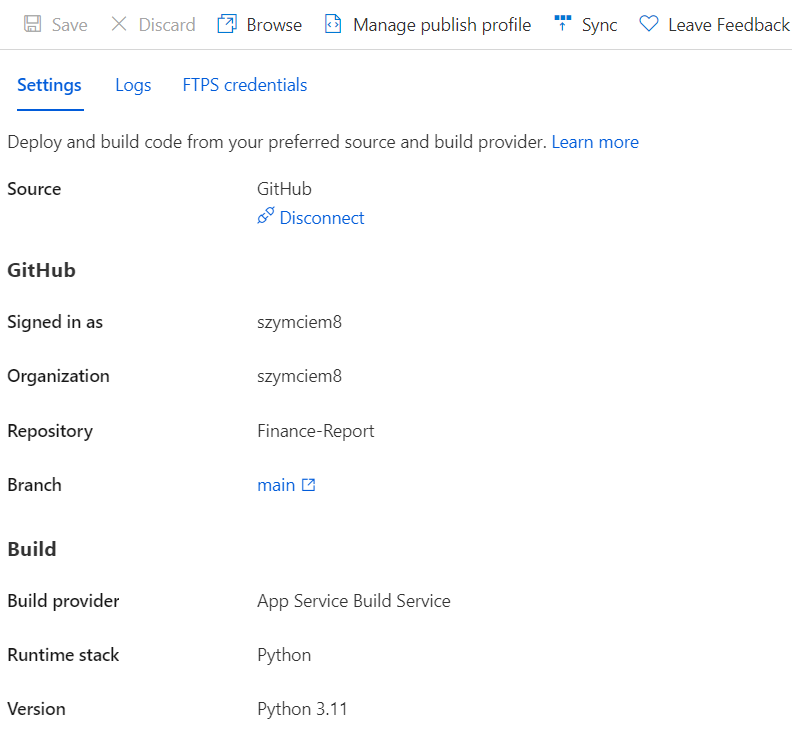 Save Discard Browse Manage publish profile Sync Leave Feedback
Settings Logs FTPS credentials
Deploy and build code from your preferred source and build provider. Learn more
Source GitHub
Disconnect
GitHub
Signed in as szymciem8
Organization szymciem8
Repository Finance-Report
Branch main
Build
Build provider App Service Build Service
Runtime stack Python
Version Python 3.11